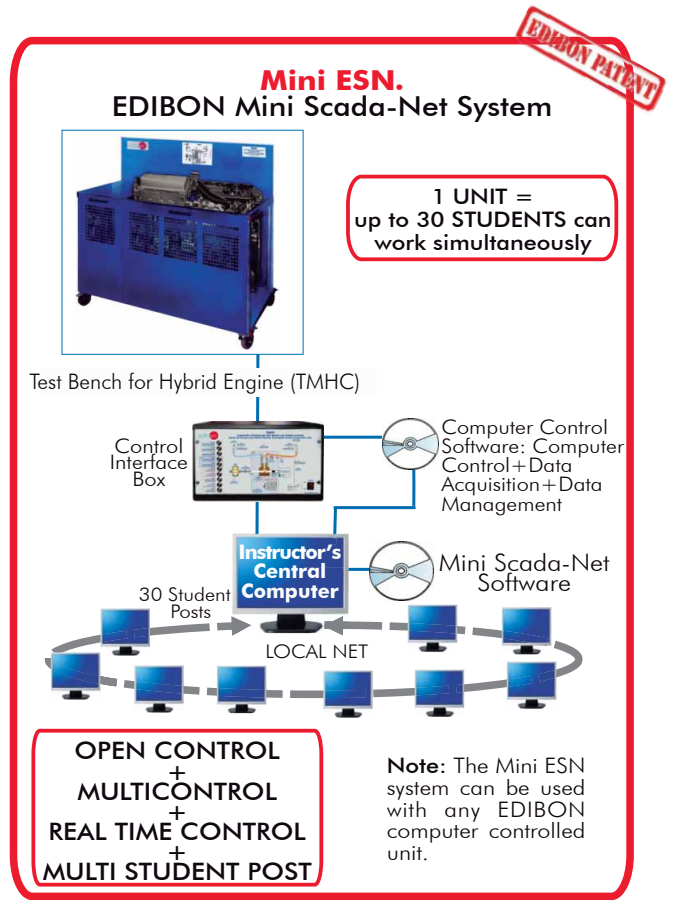 EDIBON PATENT
Mini ESN.
EDIBON Mini Scada-Net System
1 UNIT =
up to 30 STUDENTS can
work simultaneously
Test Bench for Hybrid Engine (TMHC)
Control
Interface
Box
Computer Control
Software: Computer
Control+Data
Acquisition+Data
Management
Instructor's
Central
Computer
Mini Scada-Net
Software
30 Student
Posts
LOCAL NET
OPEN CONTROL
+
MULTICONTROL
+
REAL TIME CONTROL
+
MULTI STUDENT POST
Note: The Mini ESN
system can be used
with any EDIBON
computer controlled
unit.